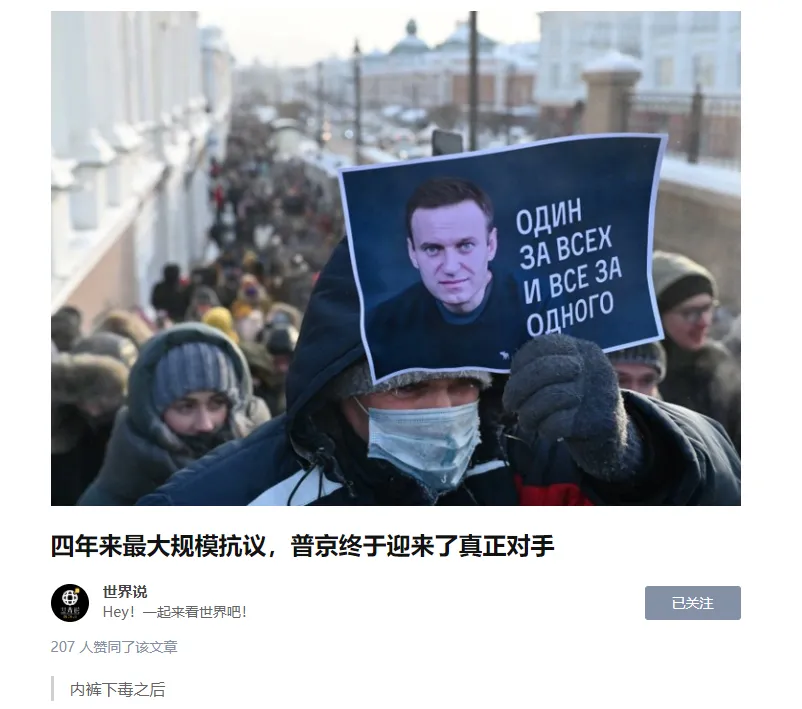 ОДИН
ЗА ВСЕХ
И ВСЕ ЗА
ОДНОГО
四年来最大规模抗议，普京终于迎来了真正对手
世界说
Hey！一起来看世界吧！
已关注
207 人赞同了该文章
内裤下毒之后